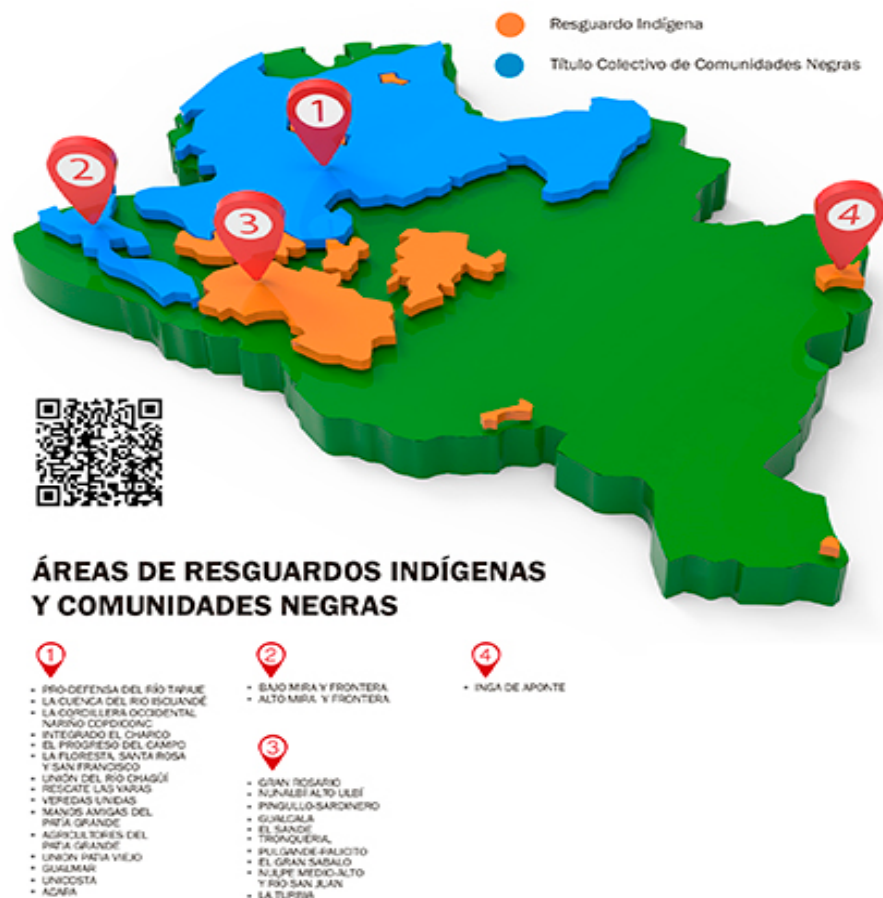 Resguardo Indígena
Título Colectivo de Comunidades Negras
1
2
3
4
ÁREAS DE RESGUARDOS INDÍGENAS
Y COMUNIDADES NEGRAS
1
• PRO-DEFENSA DEL RÍO TAPAJE
• LA CUENCA DEL RIO ISCUANDÉ
• LA CORDILLERA OCCIDENTAL
NARIÑO COPDICONC
• INTEGRADO EL CHARCO
• EL PROGRESO DEL CAMPO
• LA FLORESTA, SANTA ROSA
Y SAN FRANCISCO
• UNIÓN DEL RÍO CHAGÜÍ
• RESCATE LAS VARAS
• VEREDAS UNIDAS
• MANOS AMIGAS DEL
PATÍA GRANDE
• AGRICULTORES DEL
PATIA GRANDE
• UNION PATIA VIEJO
• GUALMAR
• UNICOSTA
• ACAPA
2
• BAJO MIRA Y FRONTERA
• ALTO MIRA Y FRONTERA
3
• GRAN ROSARIO
• NUNALBÍ ALTO ULBÍ
• PINGULLO-SARDINERO
• GUALCALA
• EL SANDE
• TRONQUERIA,
PULGANDE-PALICITO
• EL GRAN SABALO
• NULPE MEDIO-ALTO
Y RÍO SAN JUAN
• LA TURBIA
4
• INGA DE APONTE